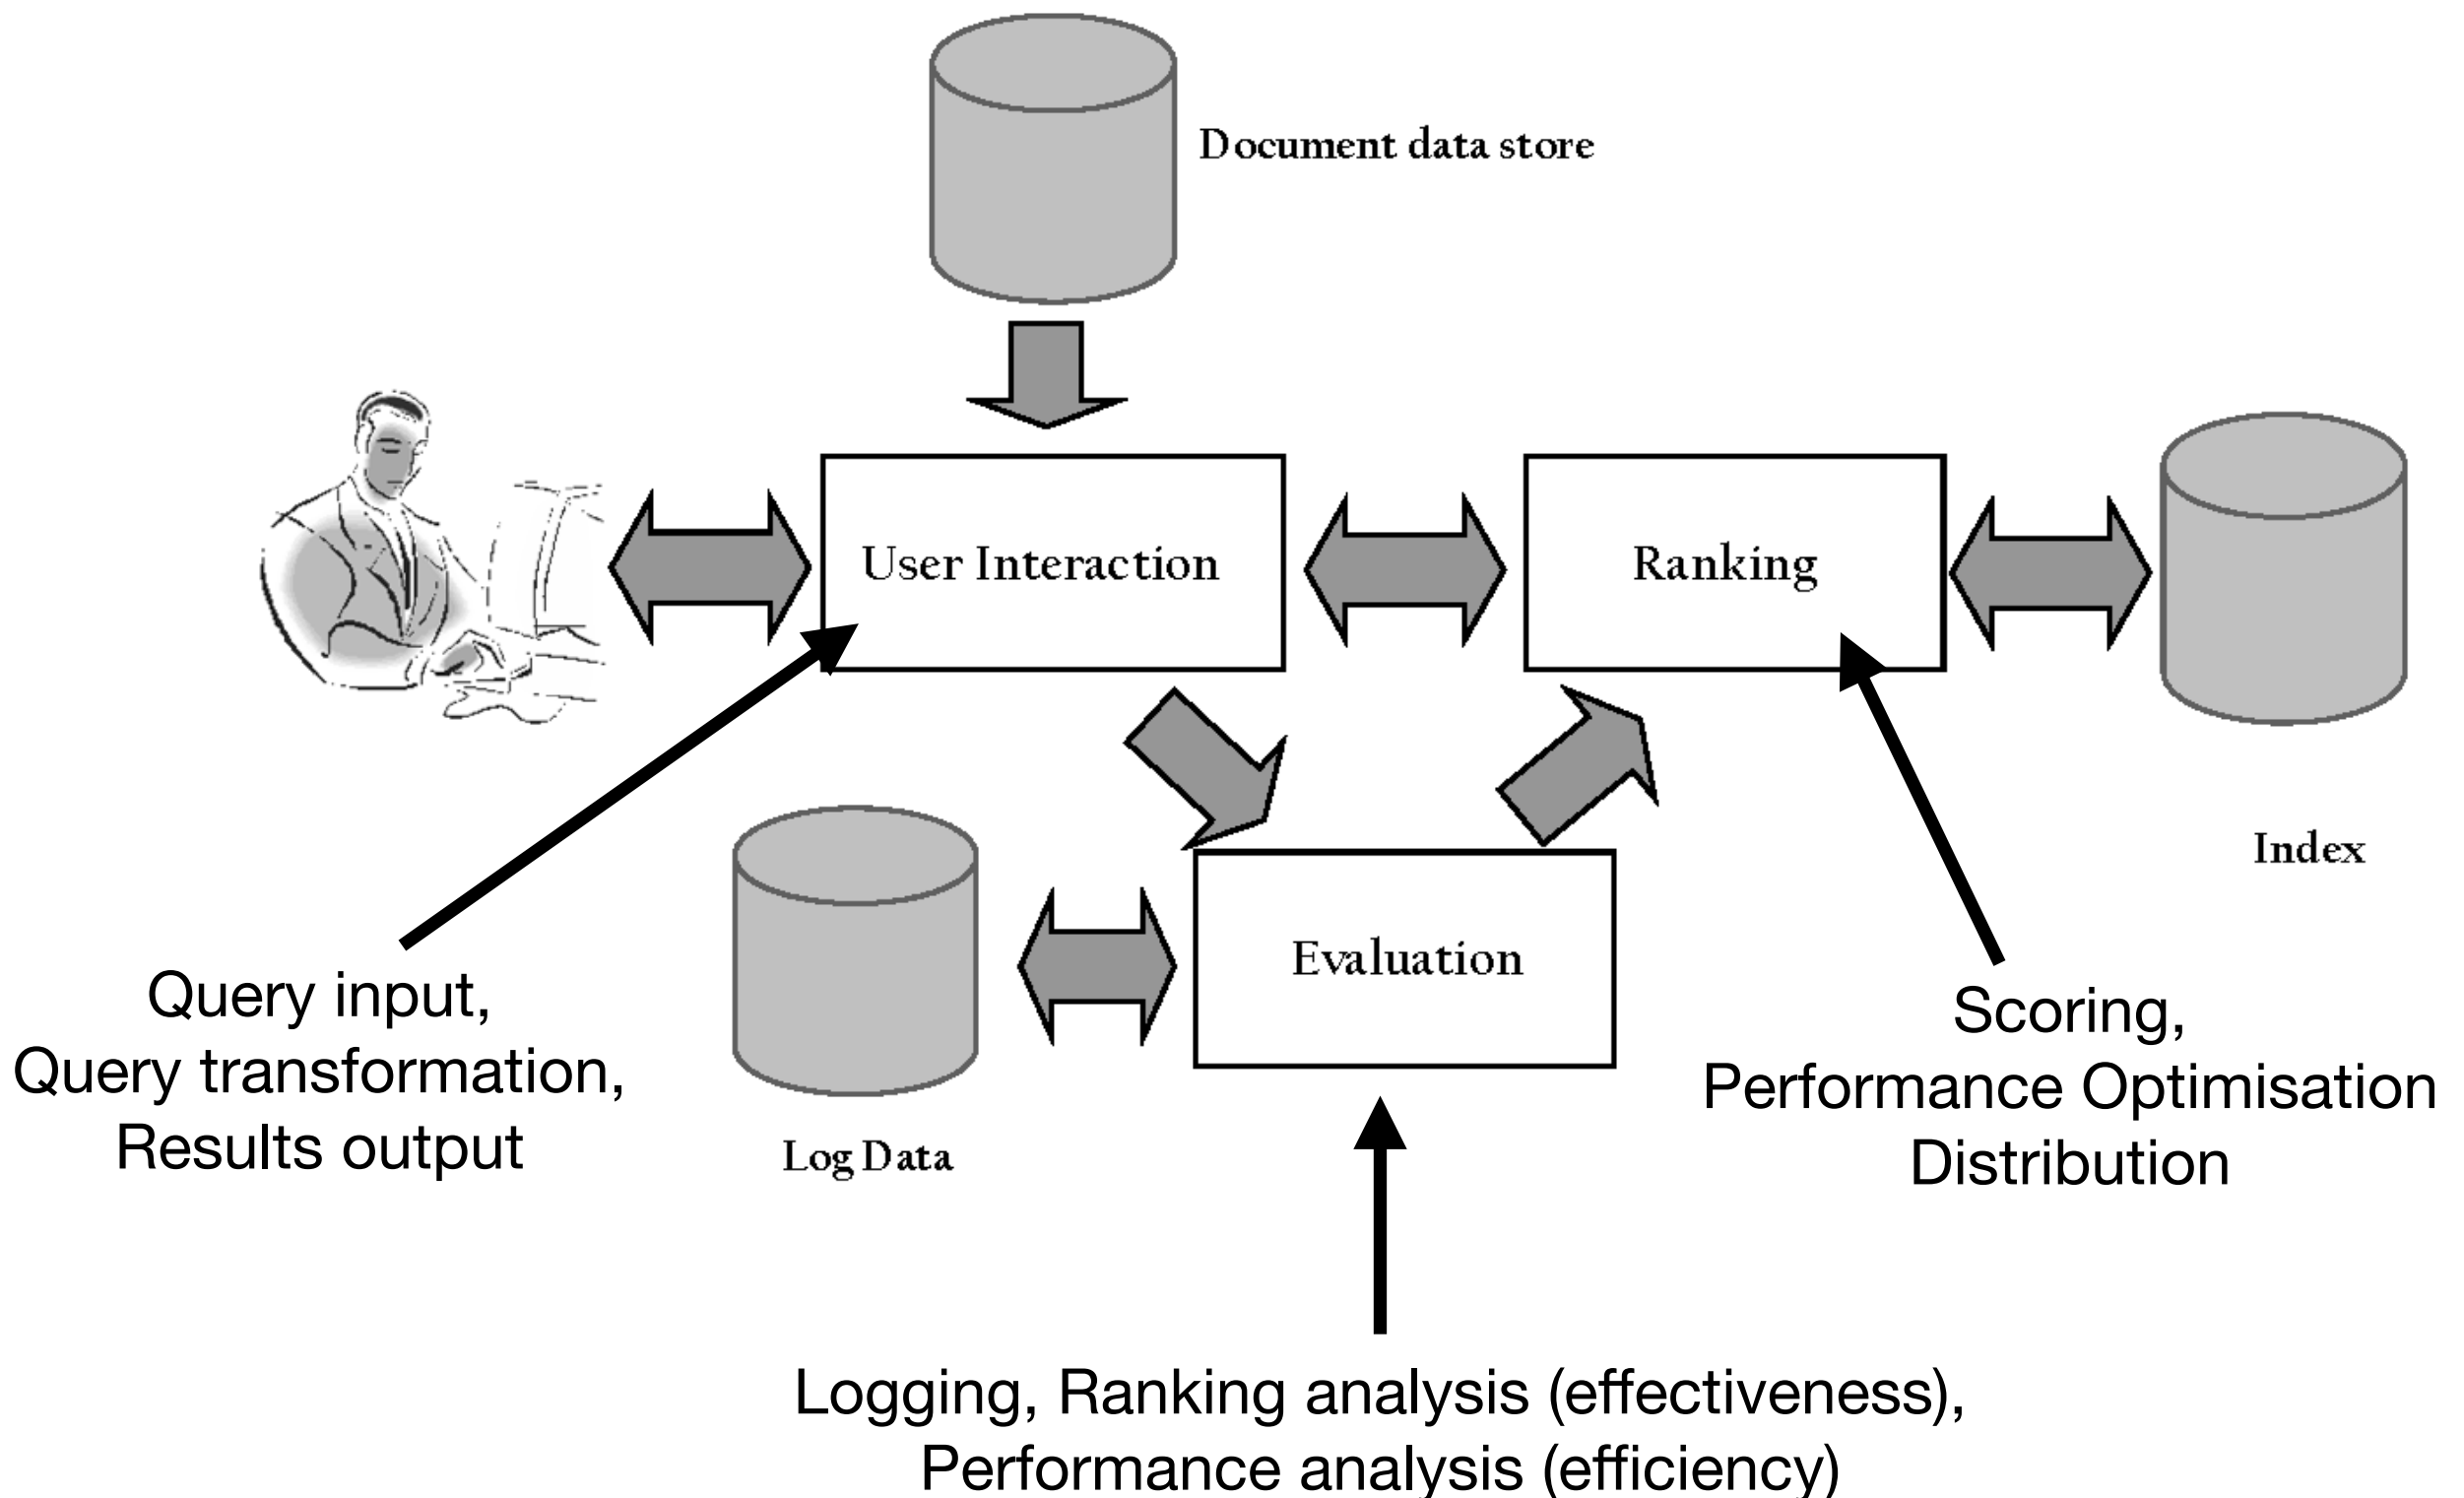 Document data store
User Interaction
Ranking
Index
Evaluation
Log Data
Query input,
Query transformation,
Results output
Scoring,
Performance Optimisation
Distribution
Logging, Ranking analysis (effectiveness),
Performance analysis (efficiency)